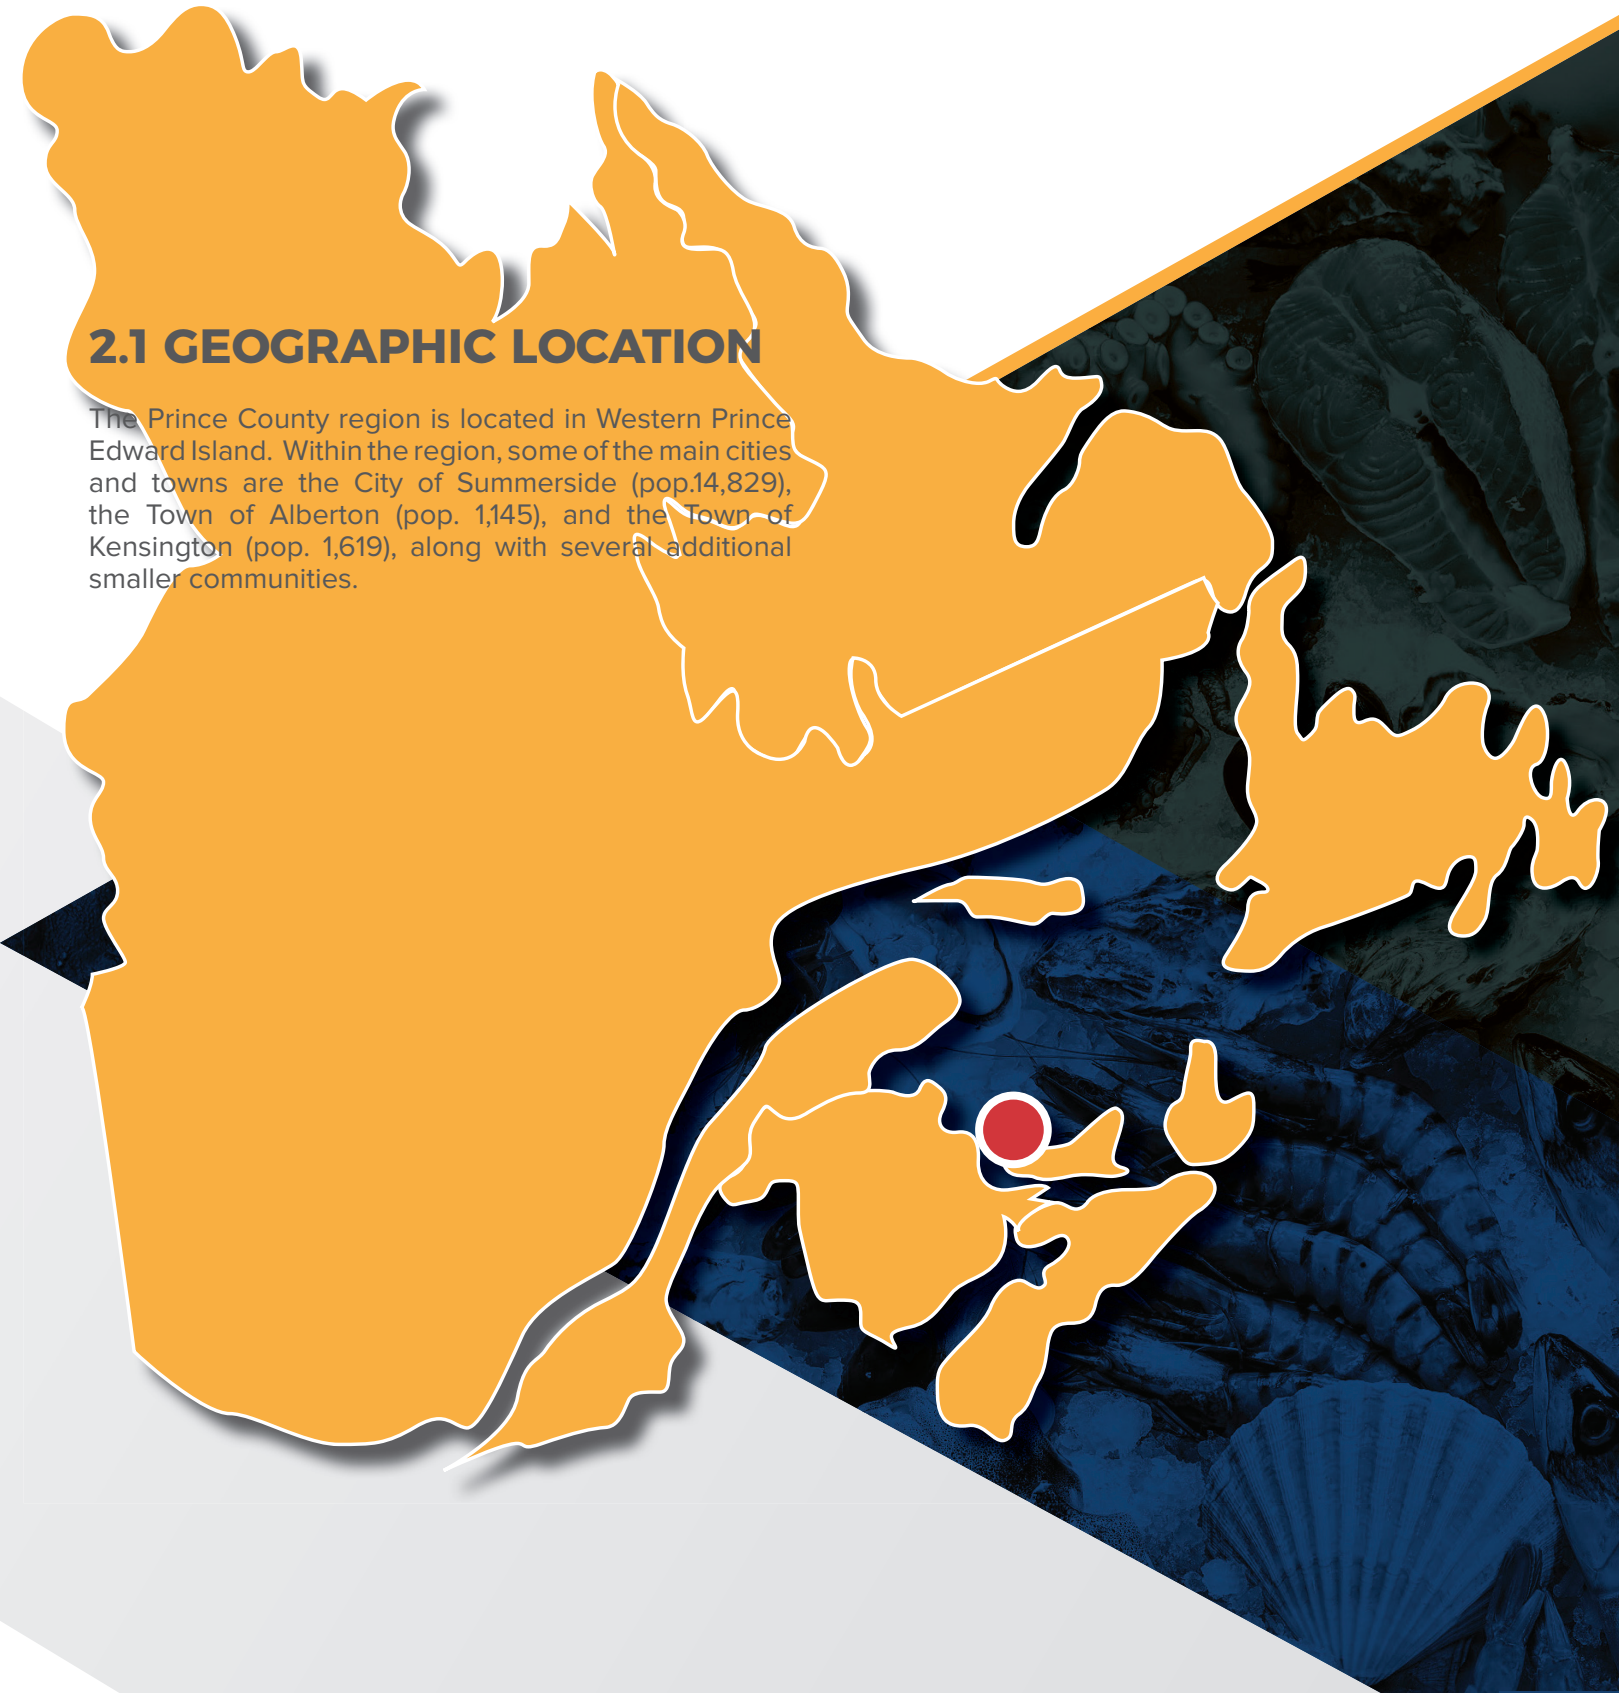 2.1 GEOGRAPHIC LOCATION
The Prince County region is located in Western Prince
Edward Island. Within the region, some of the main cities
and towns are the City of Summerside (pop.14,829),
the Town of Alberton (pop. 1,145), and the Town of
Kensington (pop. 1,619), along with several additional
smaller communities.